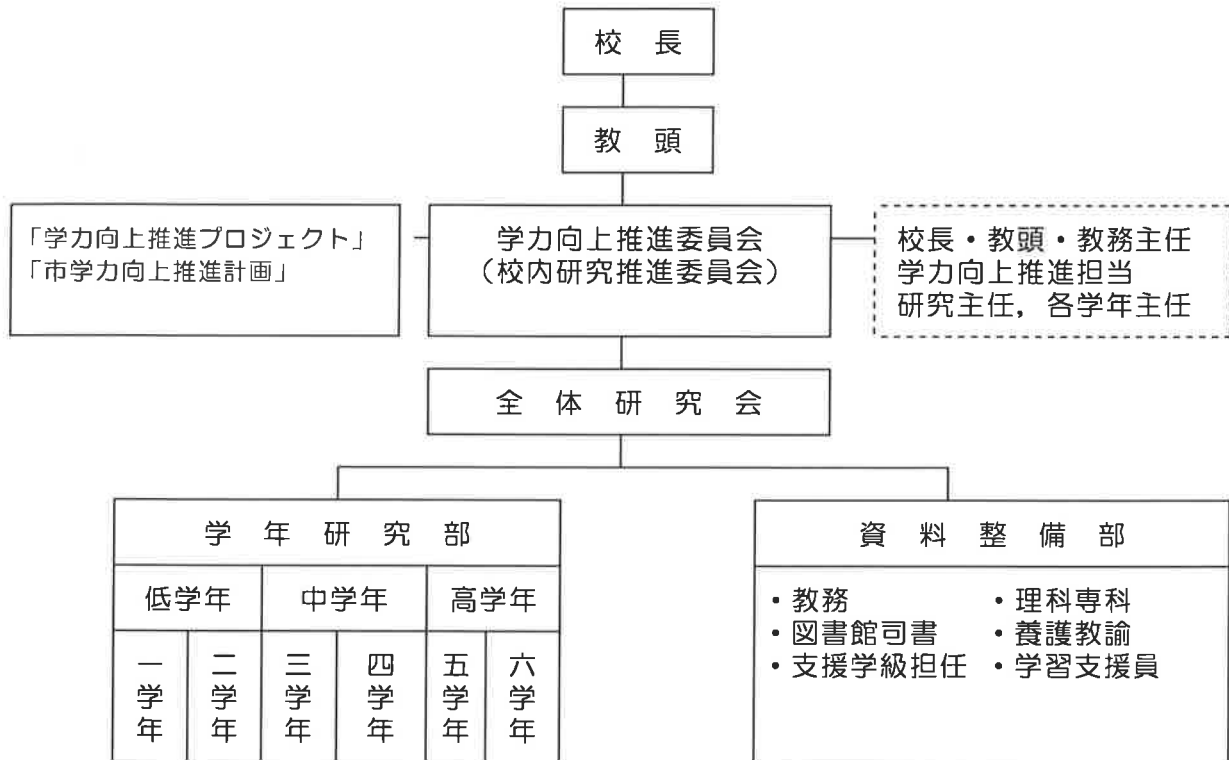 校長
教頭
「学力向上推進プロジェクト」
「市学力向上推進計画」
学力向上推進委員会
（校内研究推進委員会）
校長・教頭・教務主任
学力向上推進担当
研究主任，各学年主任
全体研究会
学年研究部
低学年 中学年 高学年
一学年 二学年 三学年 四学年 五学年 六学年
資料整備部
・教務 ・理科専科
・図書館司書 ・養護教諭
・支援学級担任 ・学習支援員